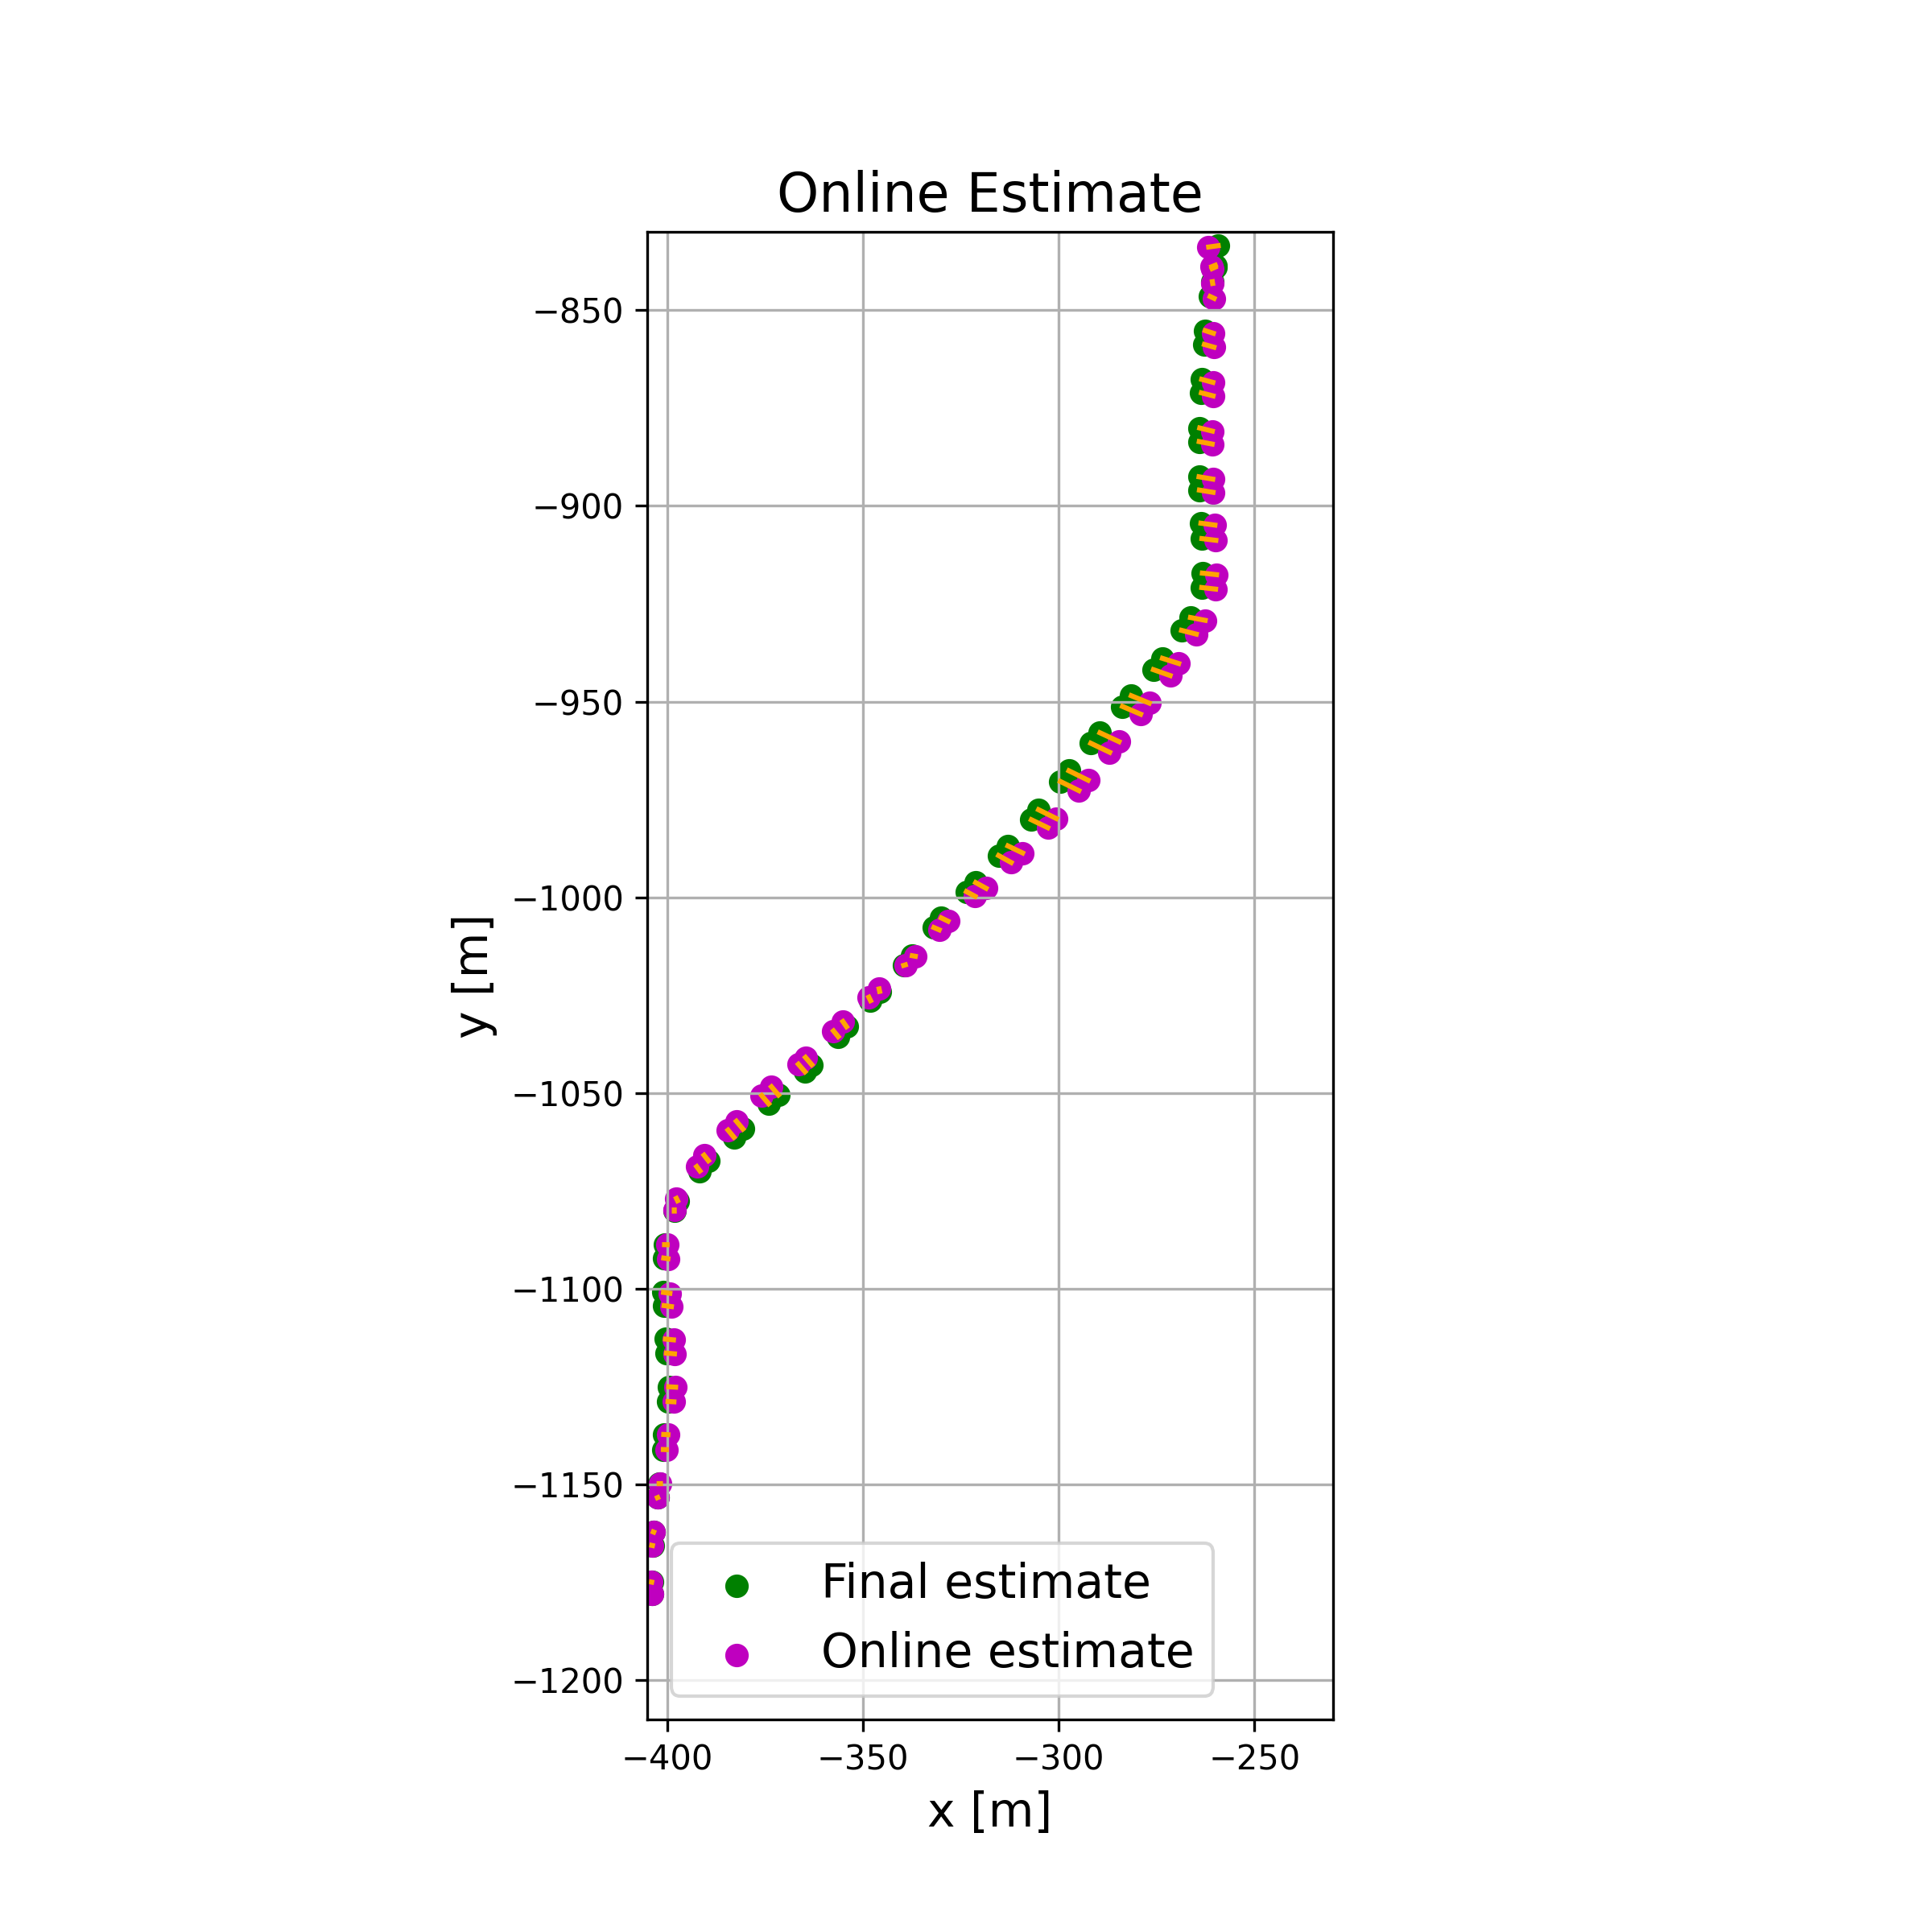 Online Estimate
−850
−900
−950
−1000
−1050
−1100
−1150
−1200
y [m]
Final estimate
Online estimate
−400 −350 −300 −250
x [m]